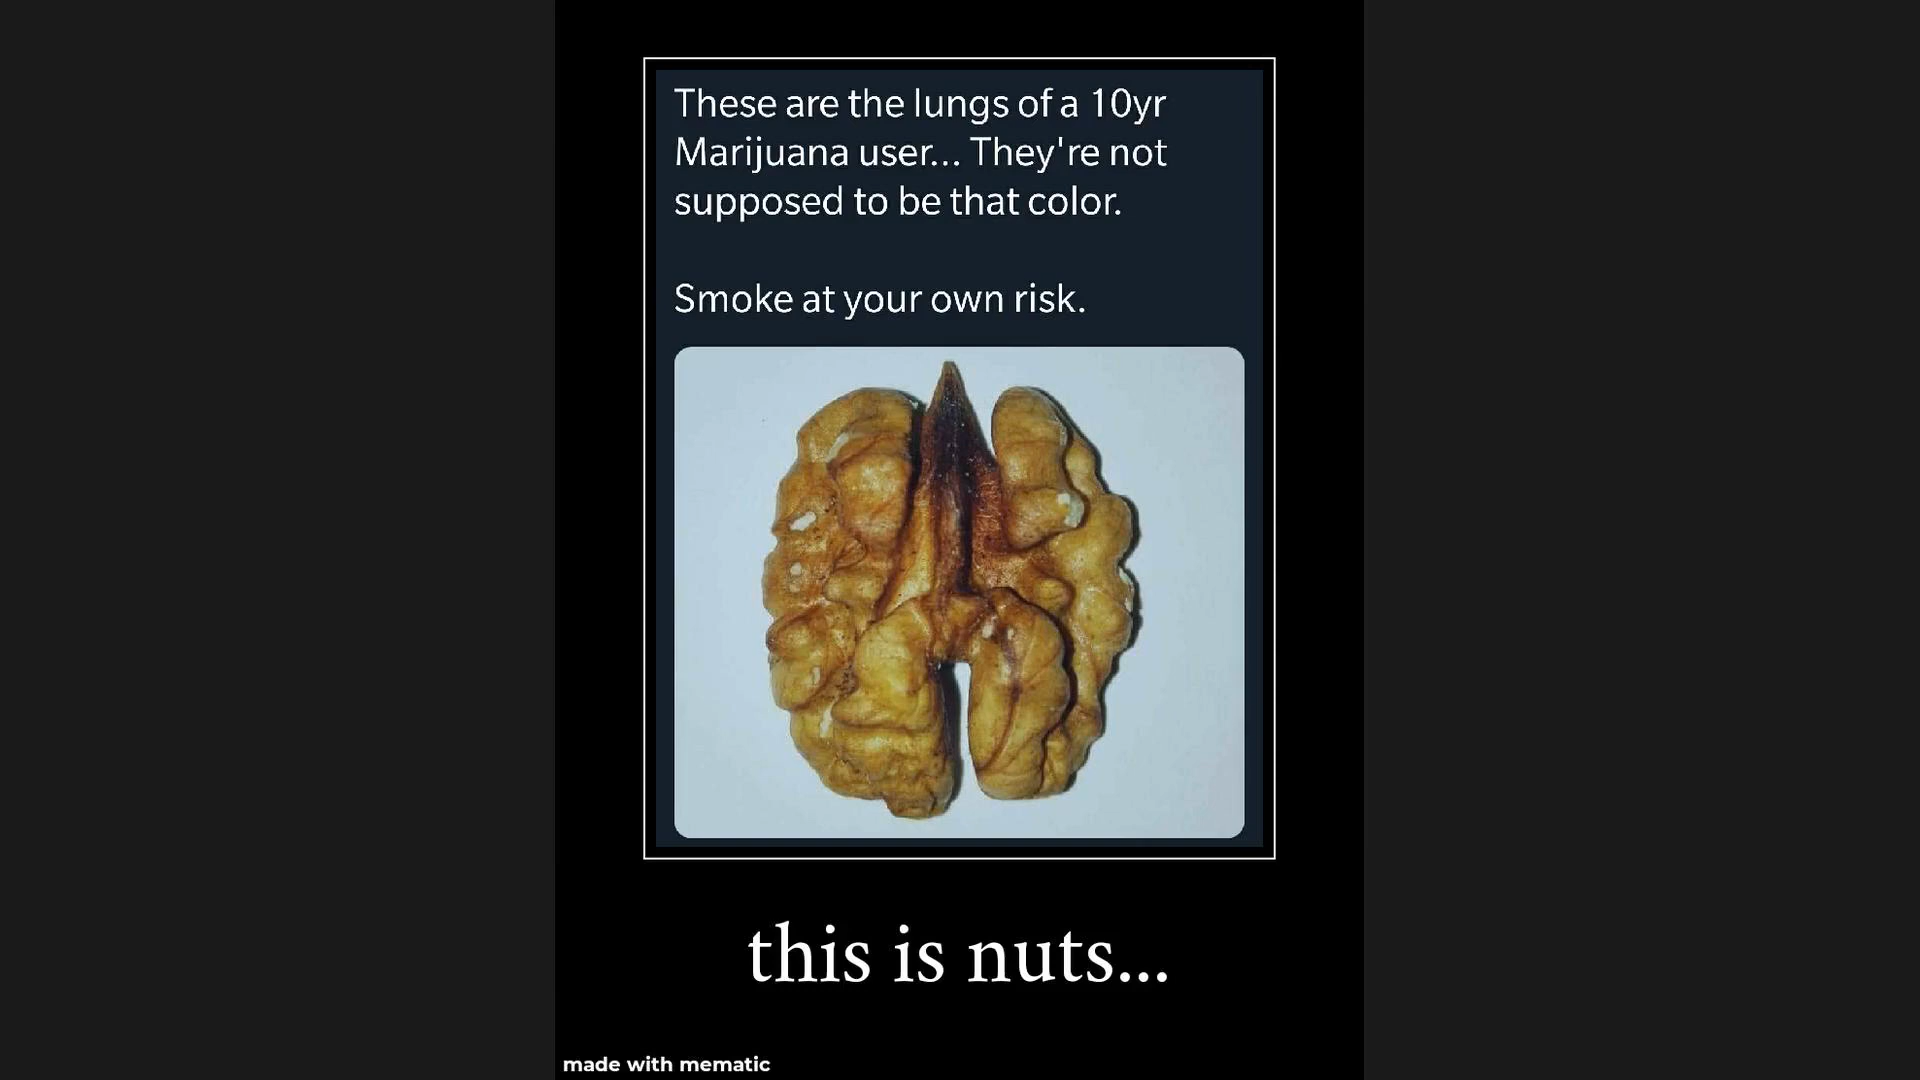 These are the lungs of a 10yr
Marijuana user... They're not
supposed to be that color.
Smoke at your own risk.
this is nuts...
made with mematic